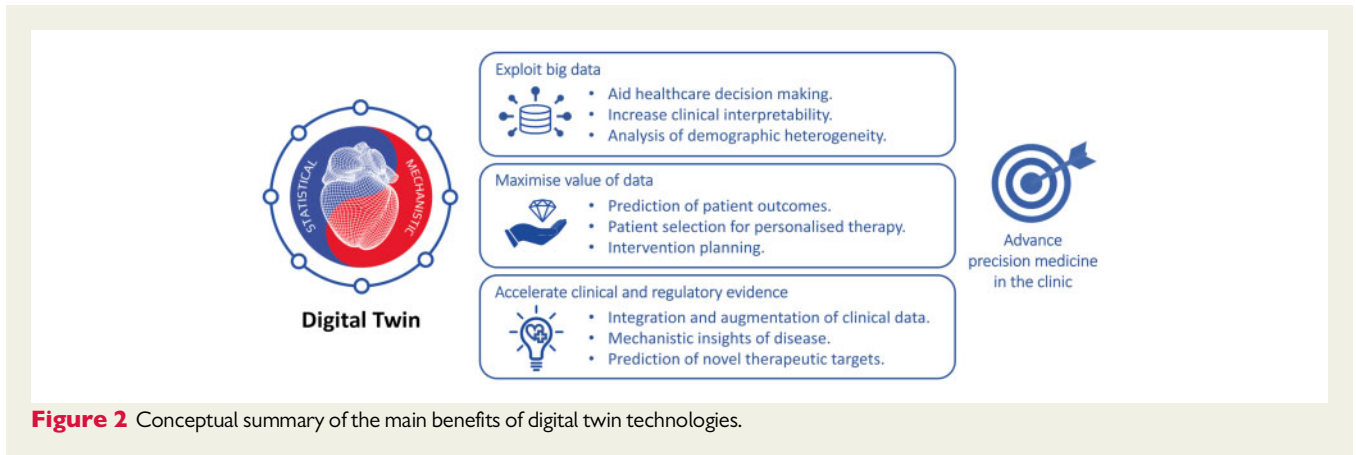 STATISTICAL
MECHANISTIC
Digital Twin
Exploit big data
• Aid healthcare decision making.
• Increase clinical interpretability.
• Analysis of demographic heterogeneity.
Maximise value of data
• Prediction of patient outcomes.
• Patient selection for personalised therapy.
• Intervention planning.
Accelerate clinical and regulatory evidence
• Integration and augmentation of clinical data.
• Mechanistic insights of disease.
• Prediction of novel therapeutic targets.
Advance
precision medicine
in the clinic
Figure 2 Conceptual summary of the main benefits of digital twin technologies.